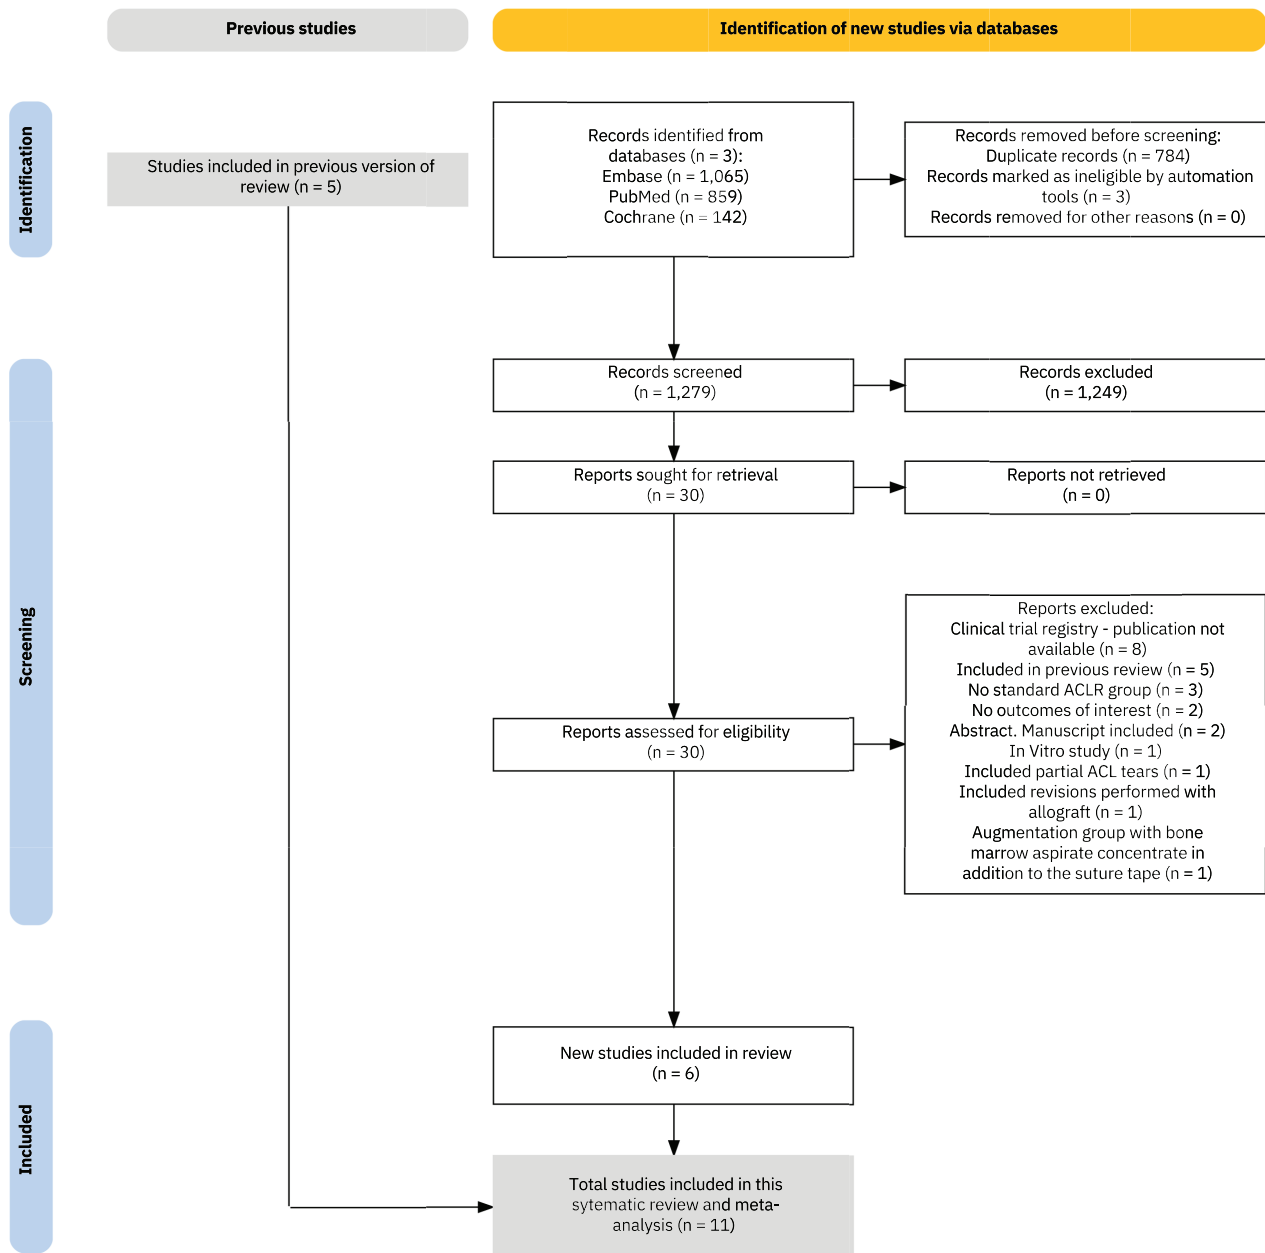 Previous studies
Identification of new studies via databases
Identification
Studies included in previous version of
review (n = 5)
Records identified from
databases (n = 3):
Embase (n = 1,065)
PubMed (n = 859)
Cochrane (n = 142)
Records removed before screening:
Duplicate records (n = 784)
Records marked as ineligible by automation
tools (n = 3)
Records removed for other reasons (n = 0)
Screening
Records screened
(n = 1,279)
Records excluded
(n = 1,249)
Reports sought for retrieval
(n = 30)
Reports not retrieved
(n = 0)
Reports assessed for eligibility
(n = 30)
Reports excluded:
Clinical trial registry - publication not
available (n = 8)
Included in previous review (n = 5)
No standard ACLR group (n = 3)
No outcomes of interest (n = 2)
Abstract. Manuscript included (n = 2)
In Vitro study (n = 1)
Included partial ACL tears (n = 1)
Included revisions performed with
allograft (n = 1)
Augmentation group with bone
marrow aspirate concentrate in
addition to the suture tape (n = 1)
Included
New studies included in review
(n = 6)
Total studies included in this
sytematic review and meta-
analysis (n = 11)